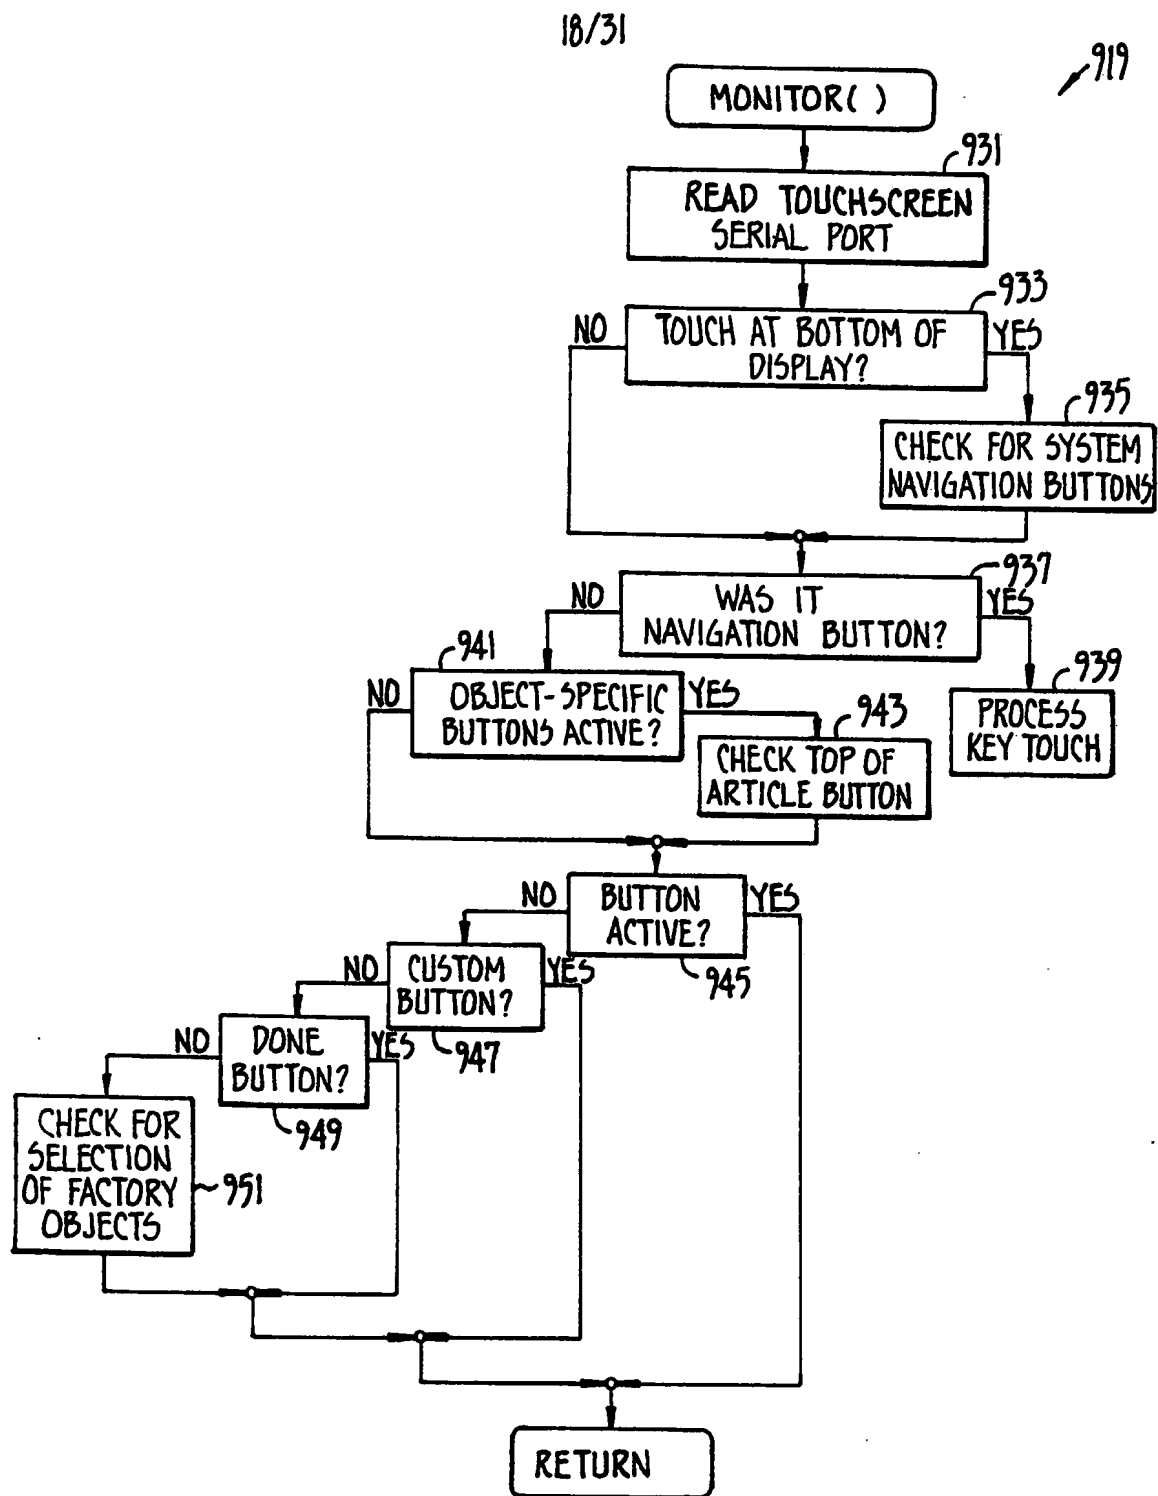 18/31
919
MONITOR( )
931
READ TOUCHSCREEN
SERIAL PORT
933
NO
TOUCH AT BOTTOM OF
DISPLAY?
YES
935
CHECK FOR SYSTEM
NAVIGATION BUTTONS
937
NO
WAS IT
NAVIGATION BUTTON?
YES
941
939
NO
OBJECT-SPECIFIC
BUTTONS ACTIVE?
YES
PROCESS
KEY TOUCH
943
CHECK TOP OF
ARTICLE BUTTON
NO
BUTTON
ACTIVE?
YES
945
NO
CUSTOM
BUTTON?
YES
947
NO
DONE
BUTTON?
YES
949
CHECK FOR
SELECTION
OF FACTORY
OBJECTS
951
RETURN